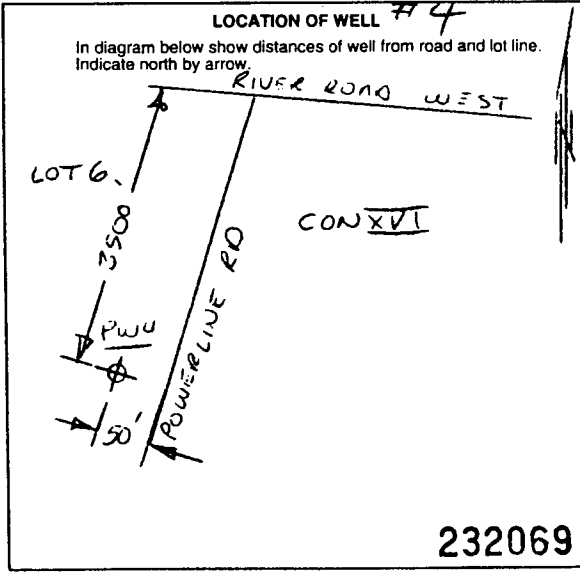 LOCATION OF WELL #4
In diagram below show distances of well from road and lot line.
Indicate north by arrow.
RIVER ROAD WEST
LOT 6.
3500
CON XVI
POWERLINE RD
50'
232069